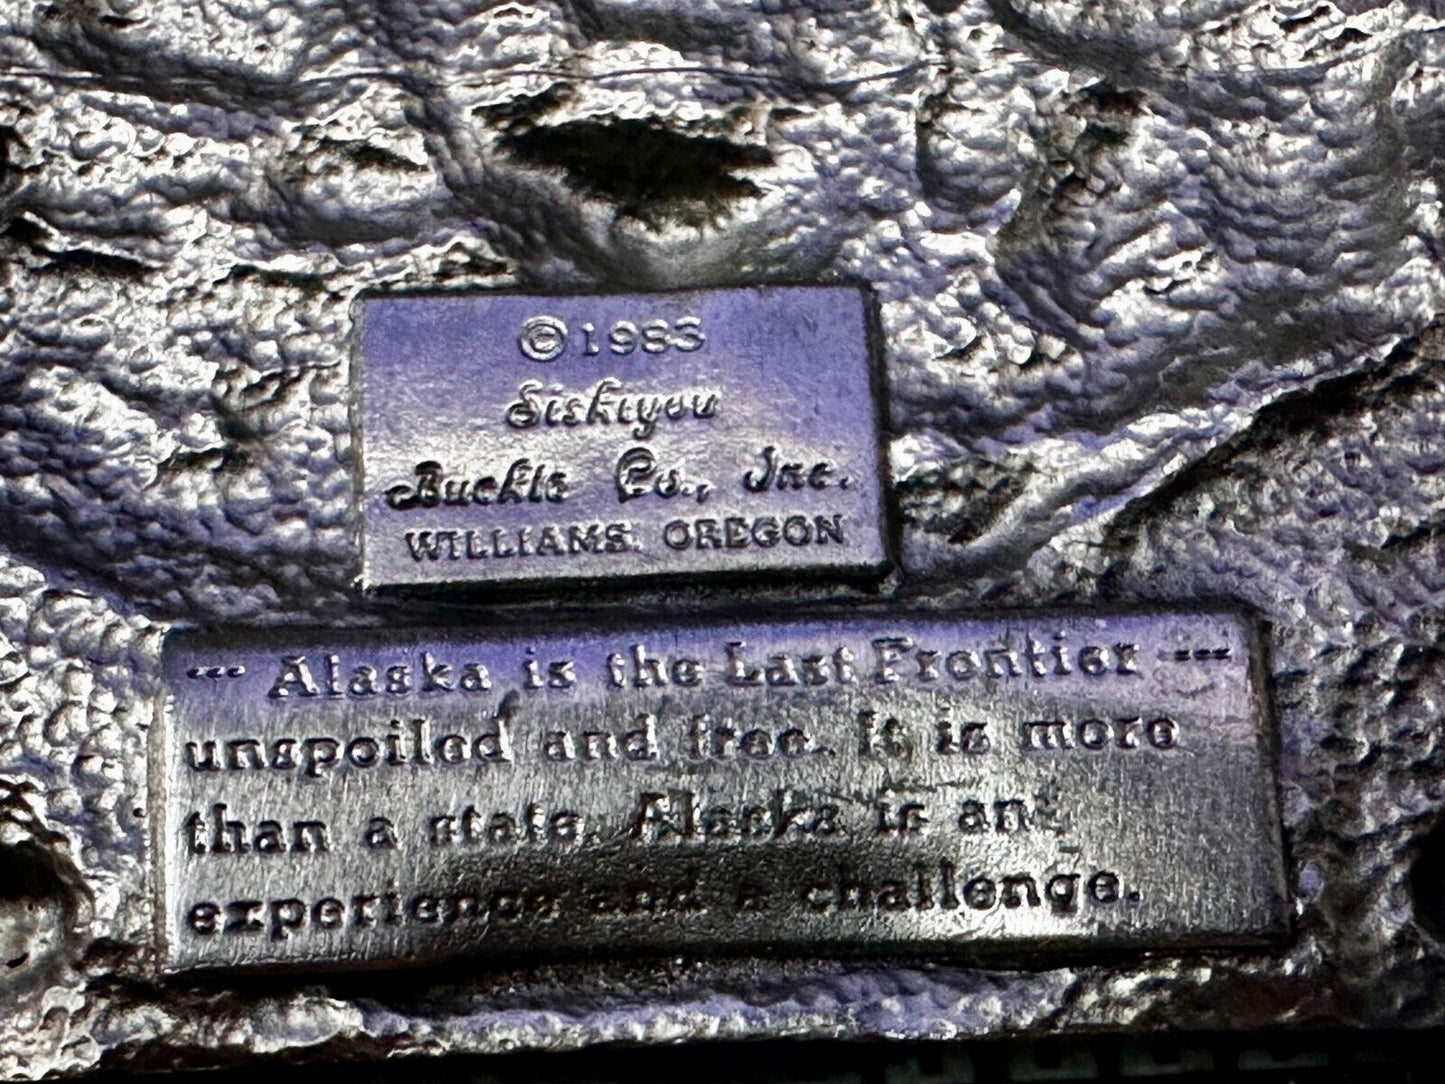 ©1983
Siskiyou
Buckle Co., Inc.
WILLIAMS, OREGON
--- Alaska is the Last Frontier ---
unspoiled and free. It is more
than a state, Alaska is an
experience and a challenge.